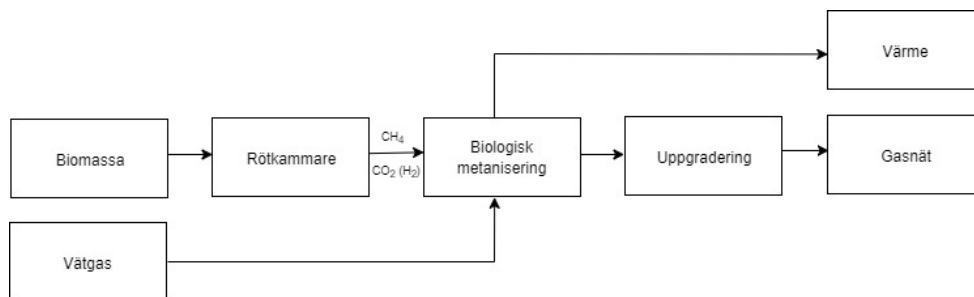 Värme
Biomassa
Rötkammare
CH₄
CO₂ (H₂)
Biologisk
metanisering
Uppgradering
Gasnät
Vätgas